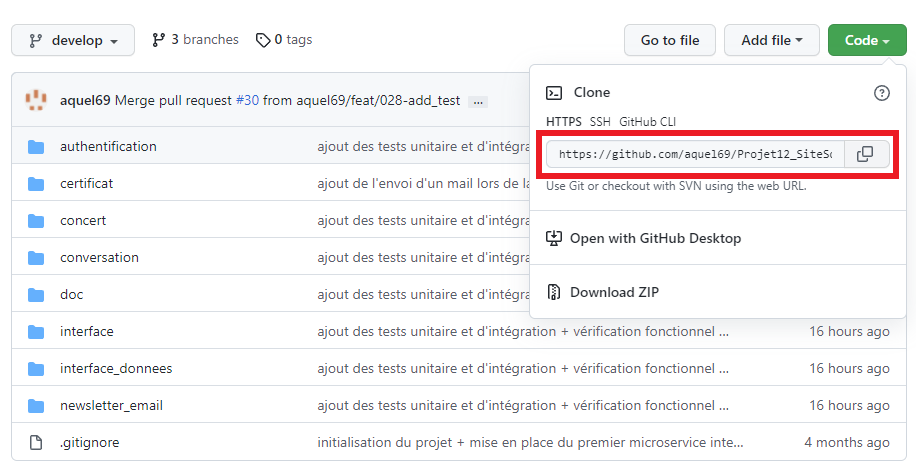 develop 3 branches 0 tags Go to file Add file Code
aquel69 Merge pull request #30 from aquel69/feat/028-add_test ...
Clone
HTTPS SSH GitHub CLI
https://github.com/aquel69/Projet12_SiteSo
Use Git or checkout with SVN using the web URL.
Open with GitHub Desktop
Download ZIP
authentification ajout des tests unitaire et d'intégra
certificat ajout de l'envoi d'un mail lors de la
concert ajout des tests unitaire et d'intégra
conversation ajout des tests unitaire et d'intégra
doc ajout des tests unitaire et d'intégra
interface ajout des tests unitaire et d'intégration + vérification fonctionnel ... 16 hours ago
interface_donnees ajout des tests unitaire et d'intégration + vérification fonctionnel ... 16 hours ago
newsletter_email ajout des tests unitaire et d'intégration + vérification fonctionnel ... 16 hours ago
.gitignore initialisation du projet + mise en place du premier microservice inte... 4 months ago